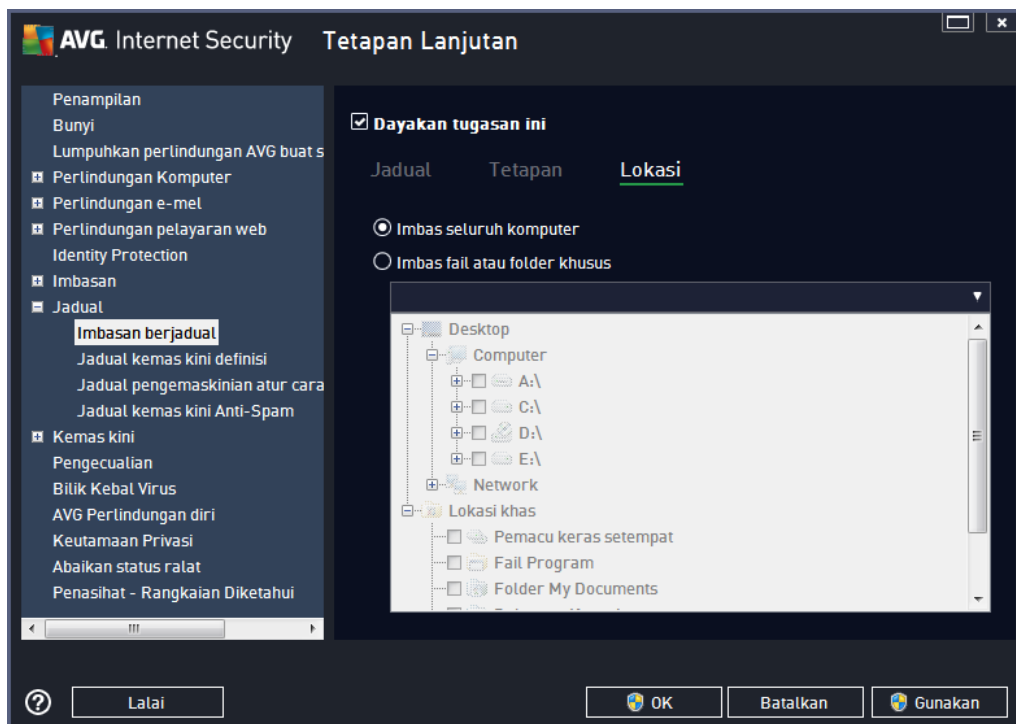 AVG. Internet Security Tetapan Lanjutan
Penampilan
Bunyi
Lumpuhkan perlindungan AVG buat s
Perlindungan Komputer
Perlindungan e-mel
Perlindungan pelayaran web
Identity Protection
Imbasan
Jadual
Imbasan berjadual
Jadual kemas kini definisi
Jadual pengemaskinian atur cara
Jadual kemas kini Anti-Spam
Kemas kini
Pengecualian
Bilik Kebal Virus
AVG Perlindungan diri
Keutamaan Privasi
Abaikan status ralat
Penasihat - Rangkaian Diketahui
Dayakan tugasan ini
Jadual Tetapan Lokasi
Imbas seluruh komputer
Imbas fail atau folder khusus
Desktop
Computer
A:\
C:\
D:\
E:\
Network
Lokasi khas
Pemacu keras setempat
Fail Program
Folder My Documents
Lalai OK Batalkan Gunakan